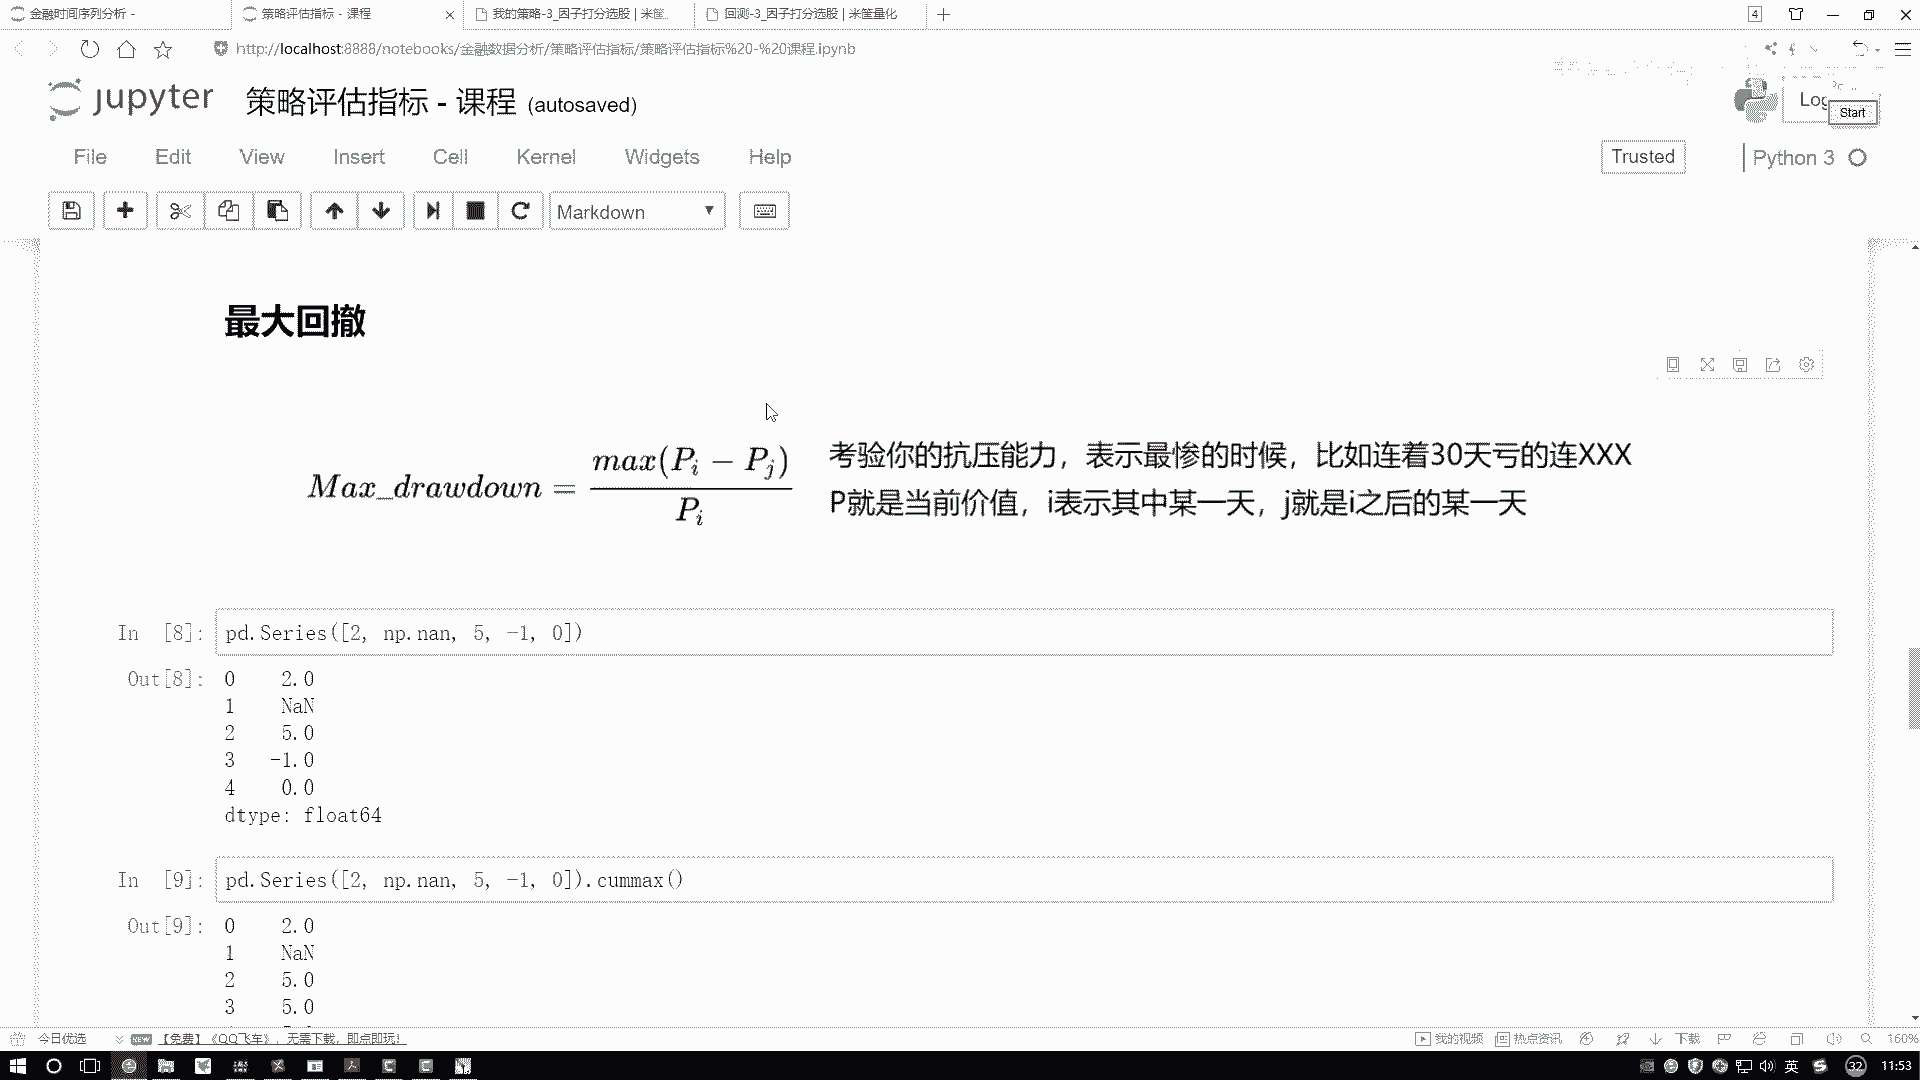 金融时间序列分析 -
策略评估指标 - 课程
我的策略-3_因子打分选股 | 米筐
回测-3_因子打分选股 | 米筐量化
4
http://localhost:8888/notebooks/金融数据分析/策略评估指标/策略评估指标%20-%20课程.ipynb
jupyter 策略评估指标 - 课程 (autosaved)
Start
File Edit View Insert Cell Kernel Widgets Help
Trusted
Python 3
Markdown
最大回撤
Max_drawdown = max(P_i − P_j) / P_i
考验你的抗压能力，表示最惨的时候，比如连着30天亏的连XXX
P就是当前价值，i表示其中某一天，j就是i之后的某一天
In [8]: pd.Series([2, np.nan, 5, -1, 0])
Out[8]: 0 2.0
1 NaN
2 5.0
3 -1.0
4 0.0
dtype: float64
In [9]: pd.Series([2, np.nan, 5, -1, 0]).cummax()
Out[9]: 0 2.0
1 NaN
2 5.0
3 5.0
今日优选
NEW
【免费】《QQ飞车》，无需下载，即点即玩！
我的视频
热点资讯
下载
160%
英
32
11:53